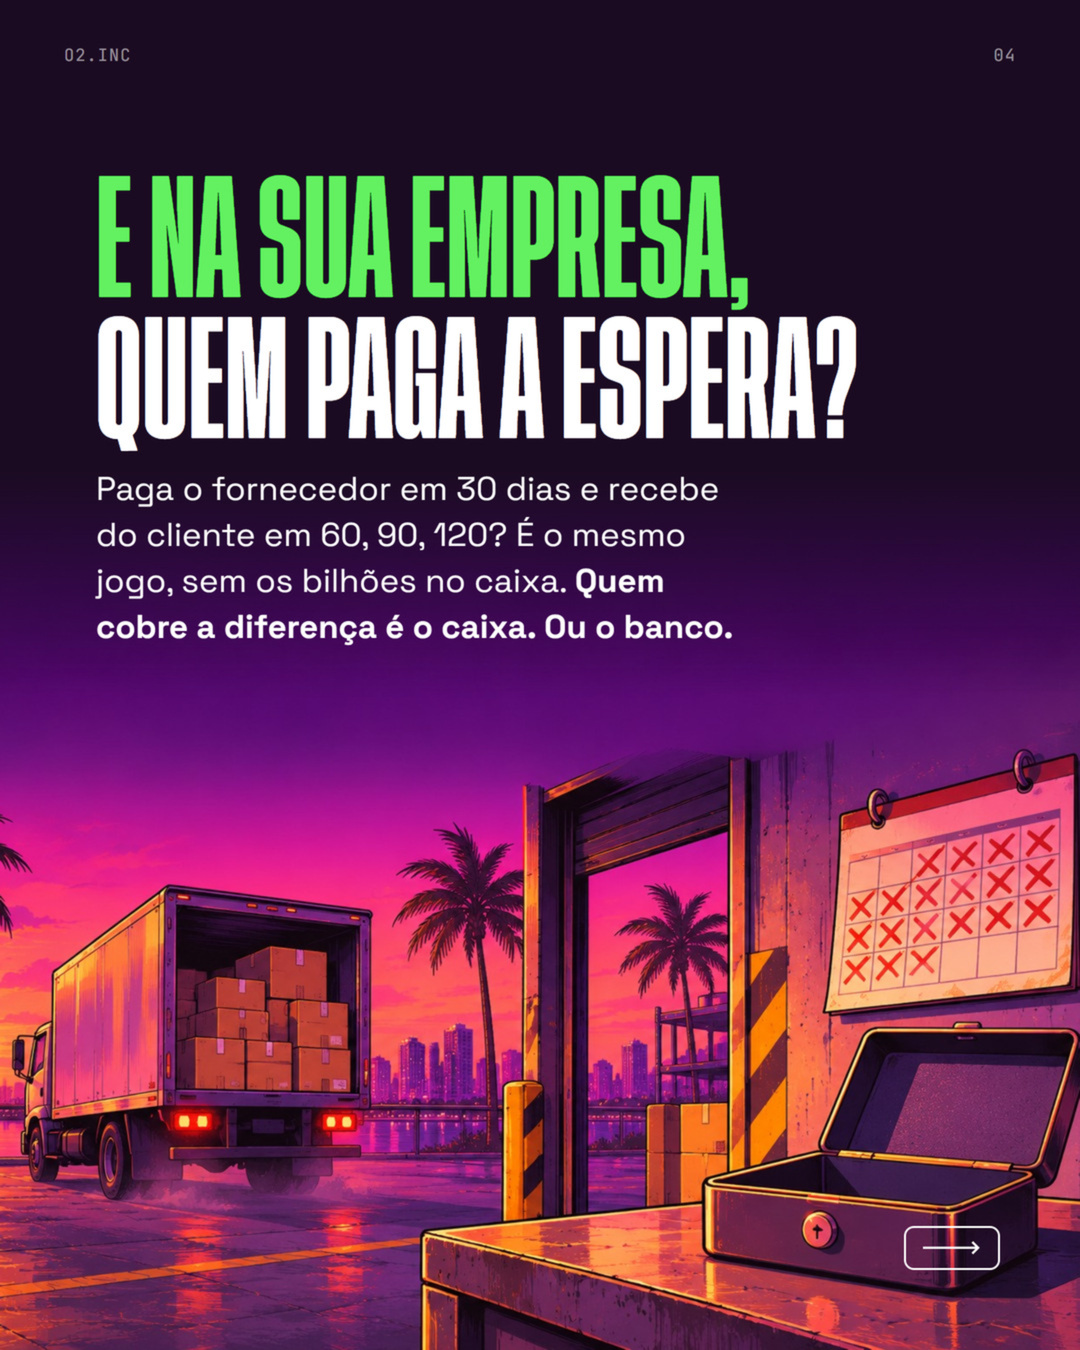 O2.INC
04
E NA SUA EMPRESA,
QUEM PAGA A ESPERA?
Paga o fornecedor em 30 dias e recebe
do cliente em 60, 90, 120? É o mesmo
jogo, sem os bilhões no caixa. Quem
cobre a diferença é o caixa. Ou o banco.